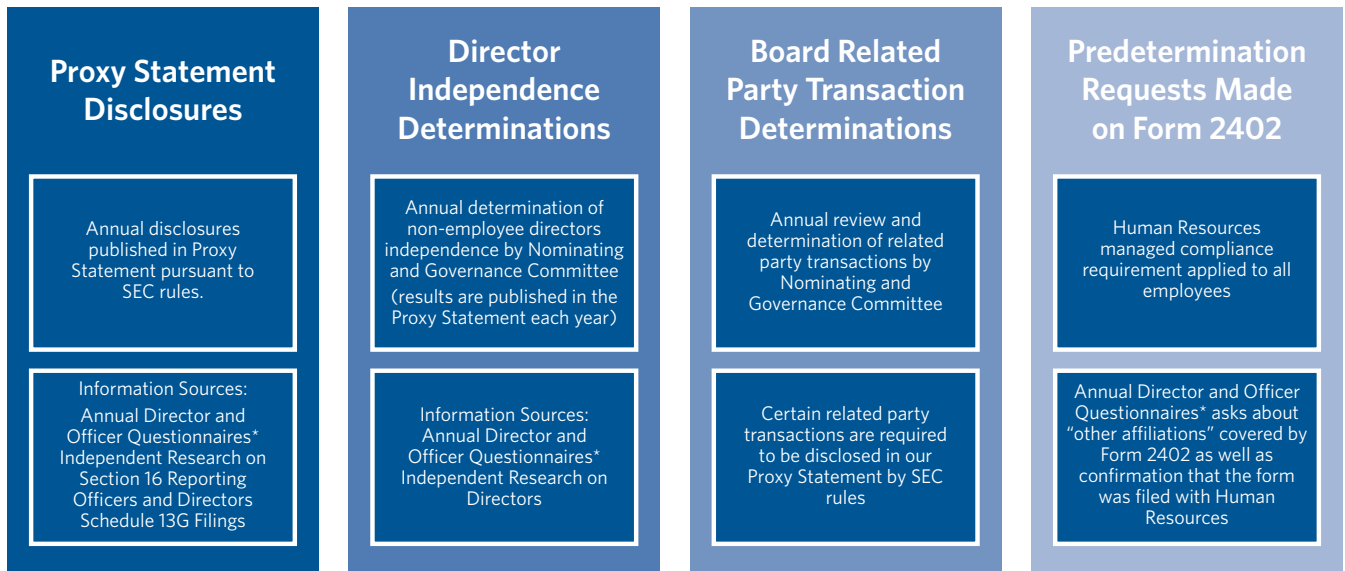 Proxy Statement
Disclosures
Annual disclosures
published in Proxy
Statement pursuant to
SEC rules.
Information Sources:
Annual Director and
Officer Questionnaires*
Independent Research on
Section 16 Reporting
Officers and Directors
Schedule 13G Filings
Director
Independence
Determinations
Annual determination of
non-employee directors
independence by Nominating
and Governance Committee
(results are published in the
Proxy Statement each year)
Information Sources:
Annual Director and
Officer Questionnaires*
Independent Research on
Directors
Board Related
Party Transaction
Determinations
Annual review and
determination of related
party transactions by
Nominating and
Governance Committee
Certain related party
transactions are required
to be disclosed in our
Proxy Statement by SEC
rules
Predetermination
Requests Made
on Form 2402
Human Resources
managed compliance
requirement applied to all
employees
Annual Director and Officer
Questionnaires* asks about
“other affiliations” covered by
Form 2402 as well as
confirmation that the form
was filed with Human
Resources